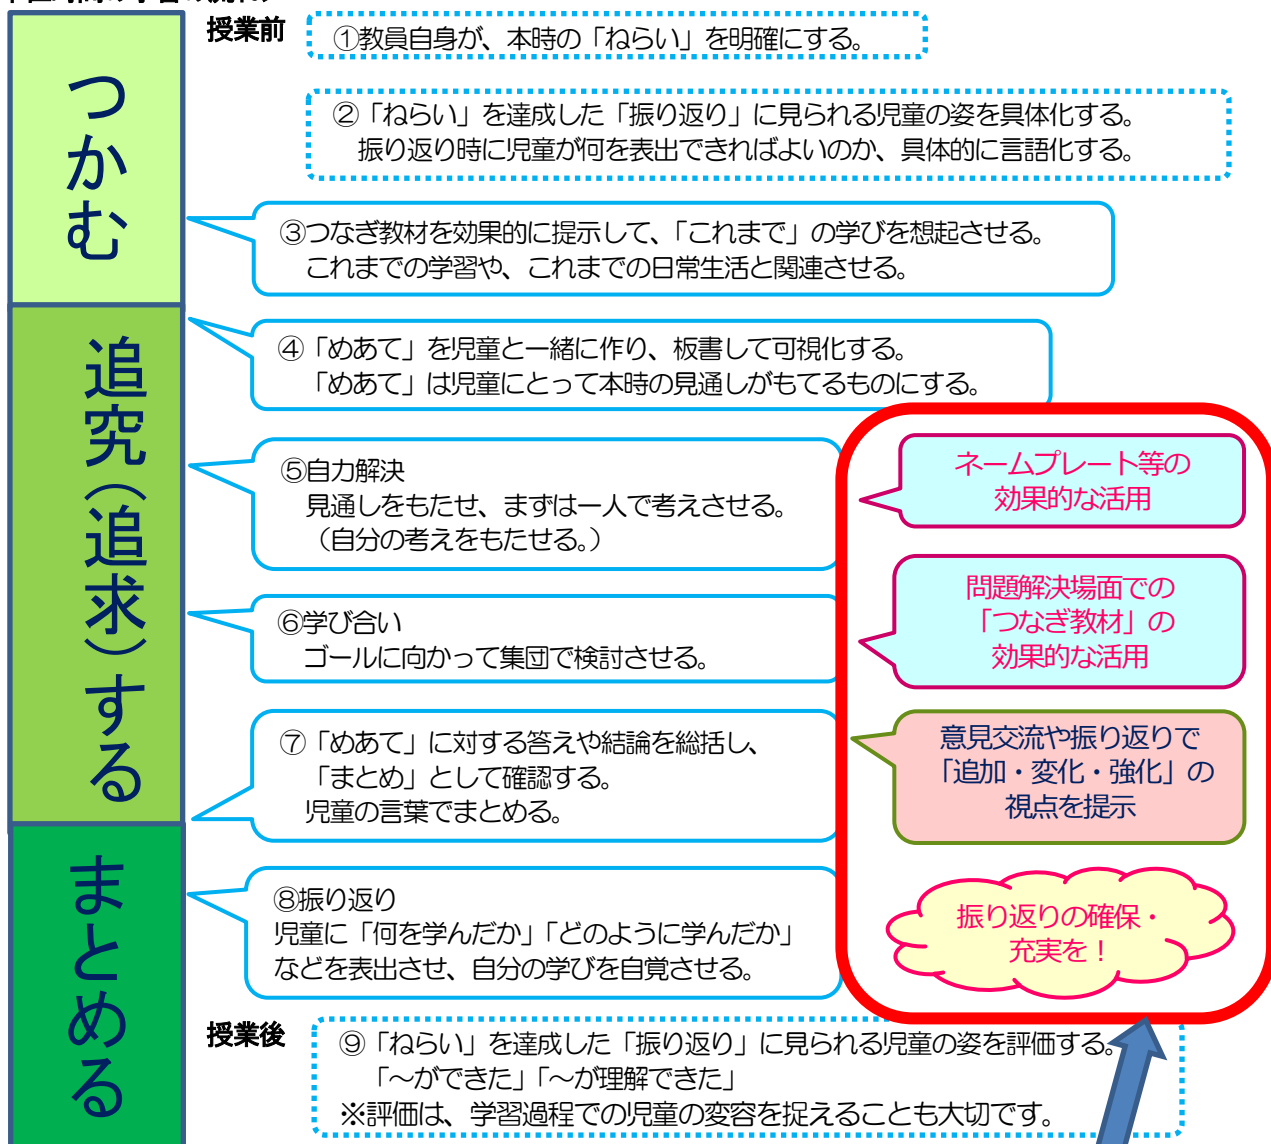 つかむ
授業前
①教員自身が、本時の「ねらい」を明確にする。
②「ねらい」を達成した「振り返り」に見られる児童の姿を具体化する。
振り返り時に児童が何を表出できればよいのか、具体的に言語化する。
③つなぎ教材を効果的に提示して、「これまで」の学びを想起させる。
これまでの学習や、これまでの日常生活と関連させる。
追究(追求)する
④「めあて」を児童と一緒に作り、板書して可視化する。
「めあて」は児童にとって本時の見通しがもてるものにする。
⑤自力解決
見通しをもたせ、まずは一人で考えさせる。
（自分の考えをもたせる。）
⑥学び合い
ゴールに向かって集団で検討させる。
⑦「めあて」に対する答えや結論を総括し、
「まとめ」として確認する。
児童の言葉でまとめる。
ネームプレート等の
効果的な活用
問題解決場面での
「つなぎ教材」の
効果的な活用
意見交流や振り返りで
「追加・変化・強化」の
視点を提示
振り返りの確保・
充実を！
まとめる
⑧振り返り
児童に「何を学んだか」「どのように学んだか」
などを表出させ、自分の学びを自覚させる。
授業後
⑨「ねらい」を達成した「振り返り」に見られる児童の姿を評価する。
「～ができた」「～が理解できた」
※評価は、学習過程での児童の変容を捉えることも大切です。